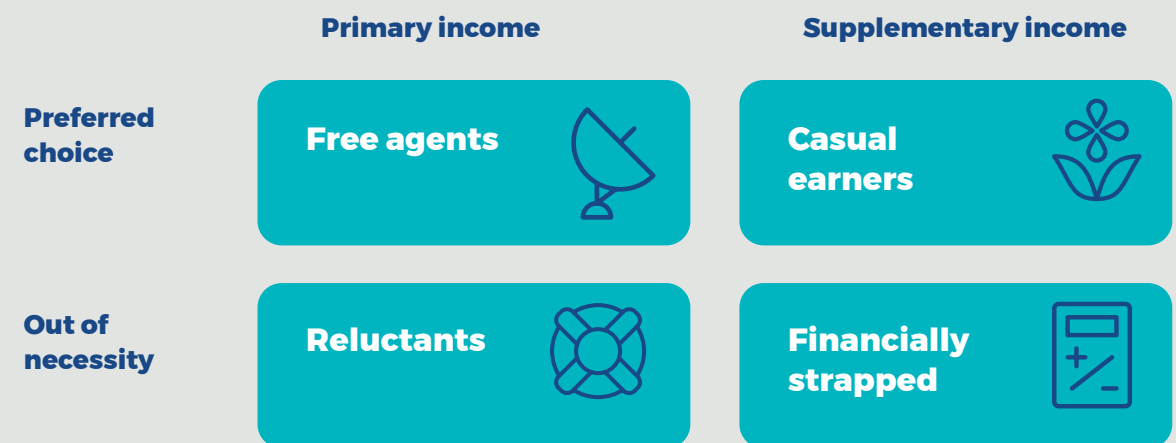 Primary income
Supplementary income
Preferred
choice
Free agents
Casual
earners
Out of
necessity
Reluctants
Financially
strapped